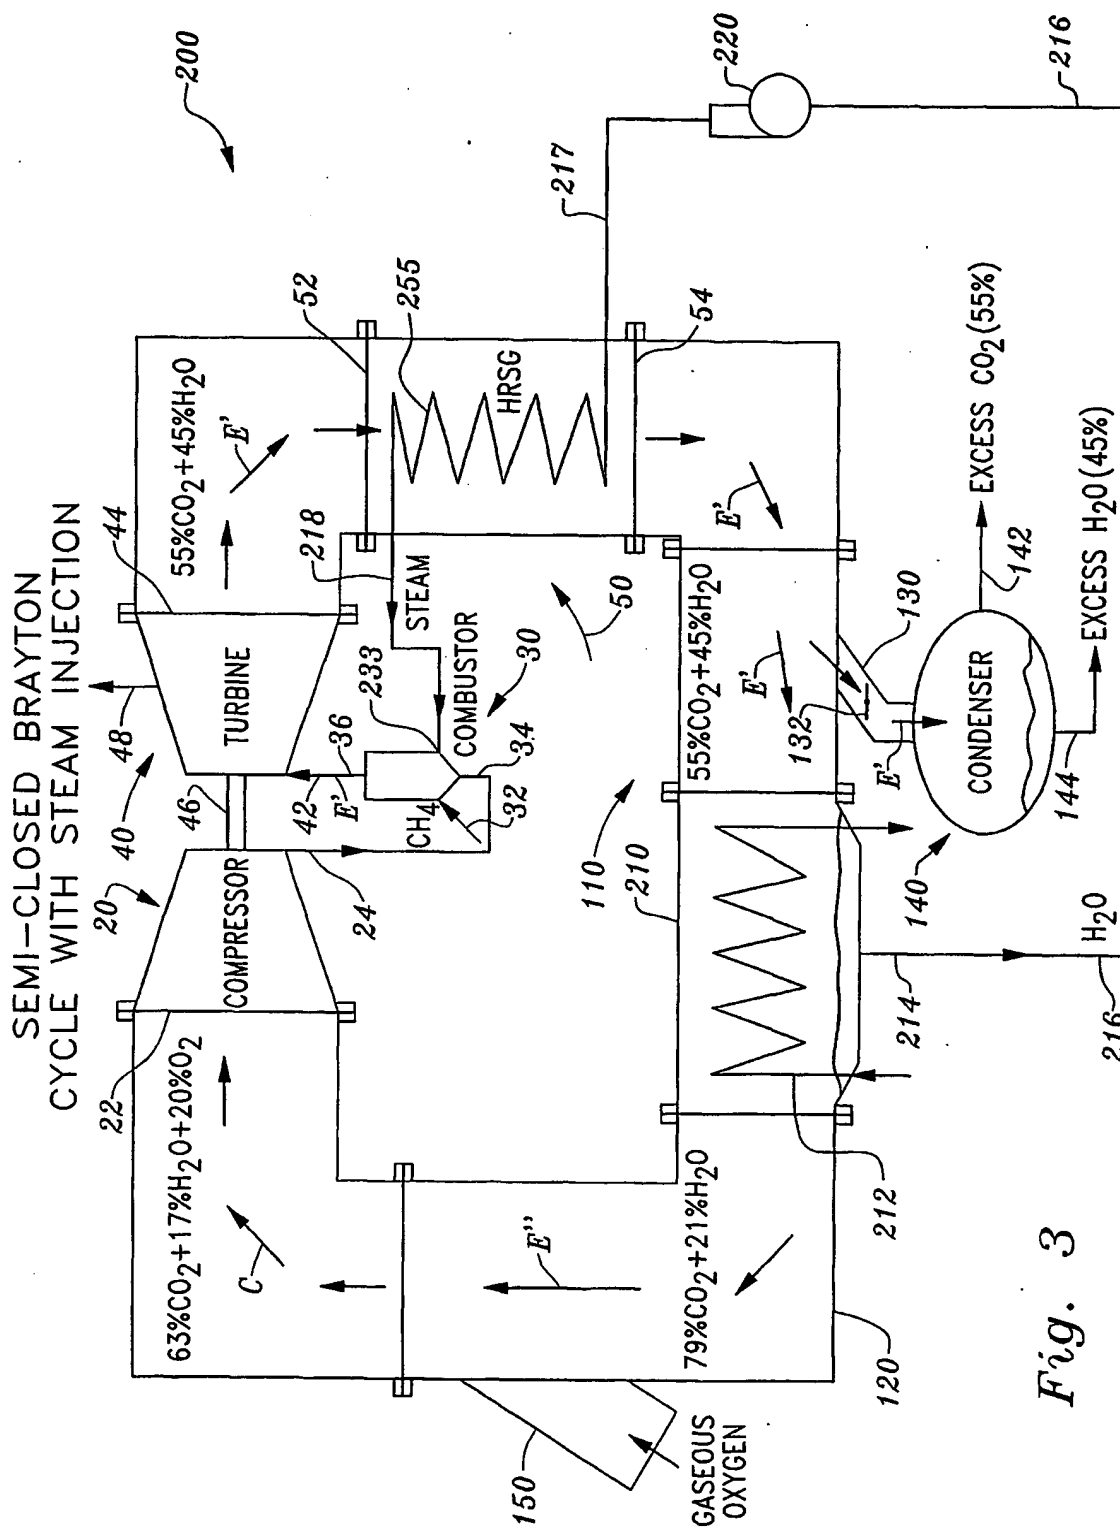 SEMI-CLOSED BRAYTON
CYCLE WITH STEAM INJECTION
200
20
40
48
44
22
46
COMPRESSOR
TURBINE
63%CO2+17%H2O+20%O2
55%CO2+45%H2O
C
E'
24
42
36
E'
CH4
32
34
233
COMBUSTOR
30
218
STEAM
52
255
HRSG
54
217
220
216
50
110
210
E''
150
GASEOUS
OXYGEN
79%CO2+21%H2O
55%CO2+45%H2O
E'
E'
120
212
214
H2O
216
132
130
E'
140
CONDENSER
142
EXCESS CO2(55%)
144
EXCESS H2O(45%)
Fig. 3